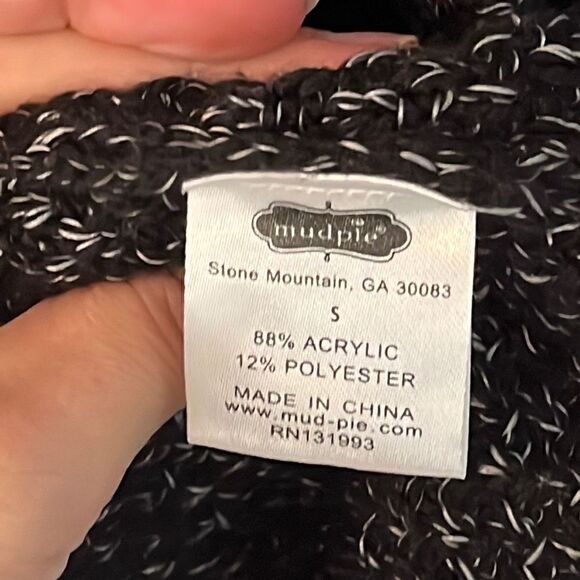 mudpie®
Stone Mountain, GA 30083
S
88% ACRYLIC
12% POLYESTER
MADE IN CHINA
www.mud-pie.com
RN131993